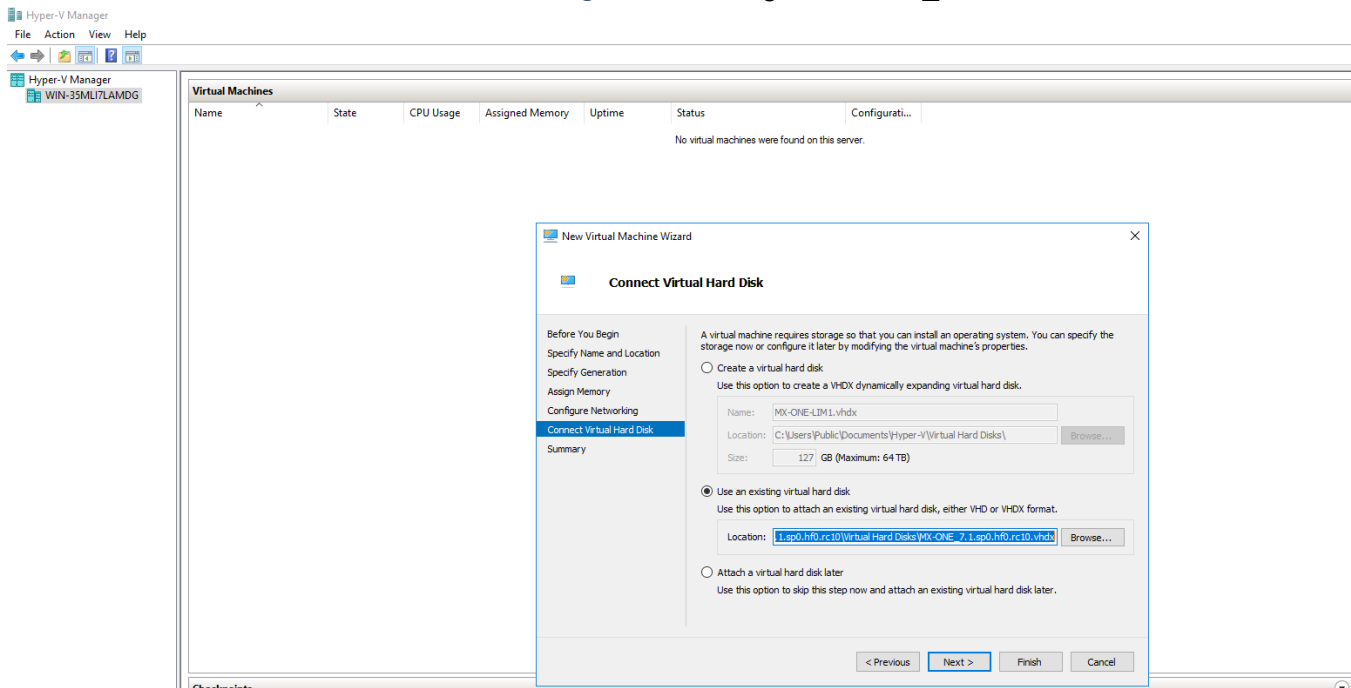 Hyper-V Manager
File Action View Help
Hyper-V Manager
WIN-35MLI7LAMDG
Virtual Machines
Name State CPU Usage Assigned Memory Uptime Status Configurati...
No virtual machines were found on this server.
New Virtual Machine Wizard
Connect Virtual Hard Disk
Before You Begin
Specify Name and Location
Specify Generation
Assign Memory
Configure Networking
Connect Virtual Hard Disk
Summary
A virtual machine requires storage so that you can install an operating system. You can specify the
storage now or configure it later by modifying the virtual machine's properties.
Create a virtual hard disk
Use this option to create a VHDX dynamically expanding virtual hard disk.
Name: MX-ONE-LIM1.vhdx
Location: C:\Users\Public\Documents\Hyper-V\Virtual Hard Disks\ Browse...
Size: 127 GB (Maximum: 64 TB)
Use an existing virtual hard disk
Use this option to attach an existing virtual hard disk, either VHD or VHDX format.
Location: .1.sp0.hf0.rc10\Virtual Hard Disks\MX-ONE_7.1.sp0.hf0.rc10.vhdx Browse...
Attach a virtual hard disk later
Use this option to skip this step now and attach an existing virtual hard disk later.
< Previous Next > Finish Cancel